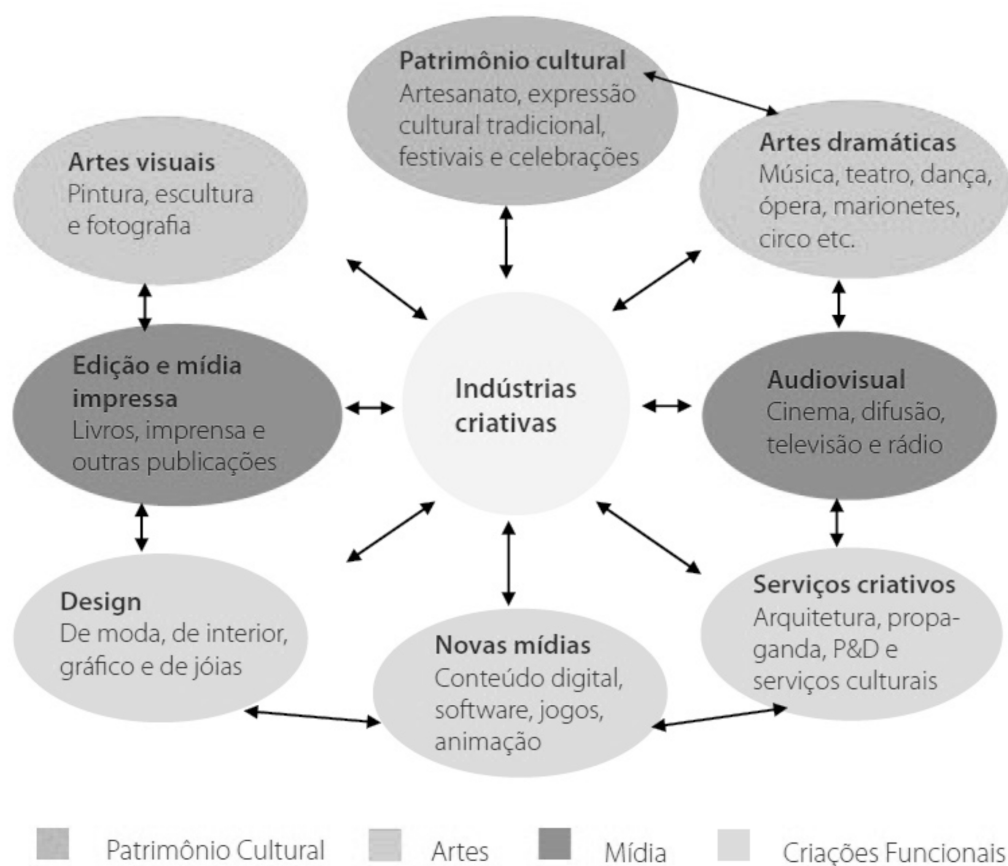 Patrimônio cultural
Artesanato, expressão
cultural tradicional,
festivais e celebrações
Artes visuais
Pintura, escultura
e fotografia
Artes dramáticas
Música, teatro, dança,
ópera, marionetes,
circo etc.
Edição e mídia
impressa
Livros, imprensa e
outras publicações
Indústrias
criativas
Audiovisual
Cinema, difusão,
televisão e rádio
Design
De moda, de interior,
gráfico e de jóias
Novas mídias
Conteúdo digital,
software, jogos,
animação
Serviços criativos
Arquitetura, propa-
ganda, P&D e
serviços culturais
Patrimônio Cultural
Artes
Mídia
Criações Funcionais